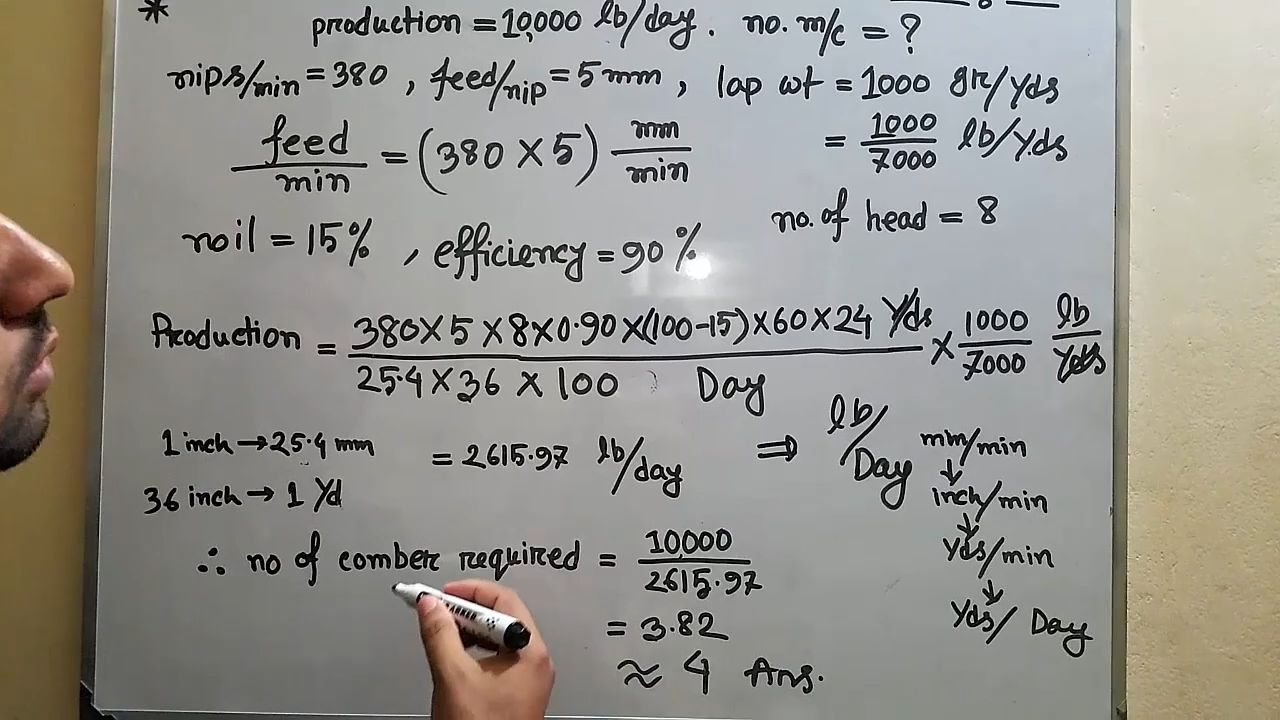 * production = 10,000 lb/day. no. m/c = ?
nips/min = 380 , feed/nip = 5 mm , lap wt = 1000 gr/yds
feed/min = (380 × 5) mm/min
= 1000/7000 lb/yds
no. of head = 8
noil = 15% , efficiency = 90%
Production = 380 × 5 × 8 × 0.90 × (100-15) × 60 × 24 Yds / 25.4 × 36 × 100 Day × 1000/7000 lb/Yds
1 inch → 25.4 mm
= 2615.97 lb/day ⇒ lb/Day
36 inch → 1 Yd
mm/min
↓
inch/min
↓
Yds/min
↓
Yds/Day
∴ no of comber required = 10,000/2615.97
= 3.82
≈ 4 Ans.